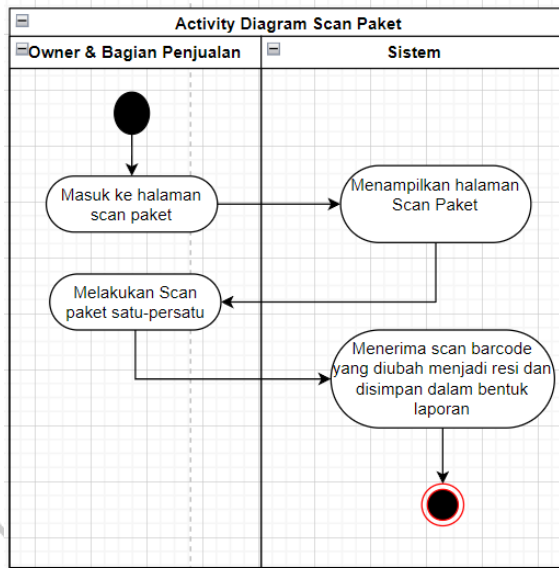 Activity Diagram Scan Paket
Owner & Bagian Penjualan
Sistem
Masuk ke halaman
scan paket
Menampilkan halaman
Scan Paket
Melakukan Scan
paket satu-persatu
Menerima scan barcode
yang diubah menjadi resi dan
disimpan dalam bentuk
laporan